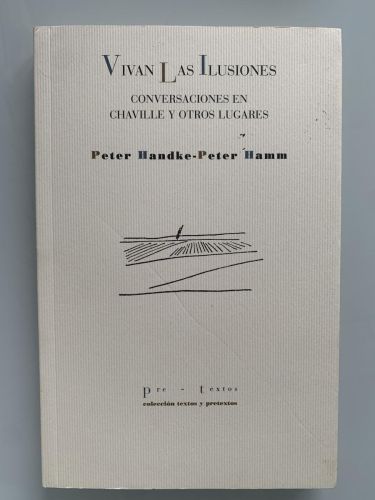 Vivan Las Ilusiones
CONVERSACIONES EN
CHAVILLE Y OTROS LUGARES
Peter Handke-Peter Hamm
pre - textos
colección textos y pretextos